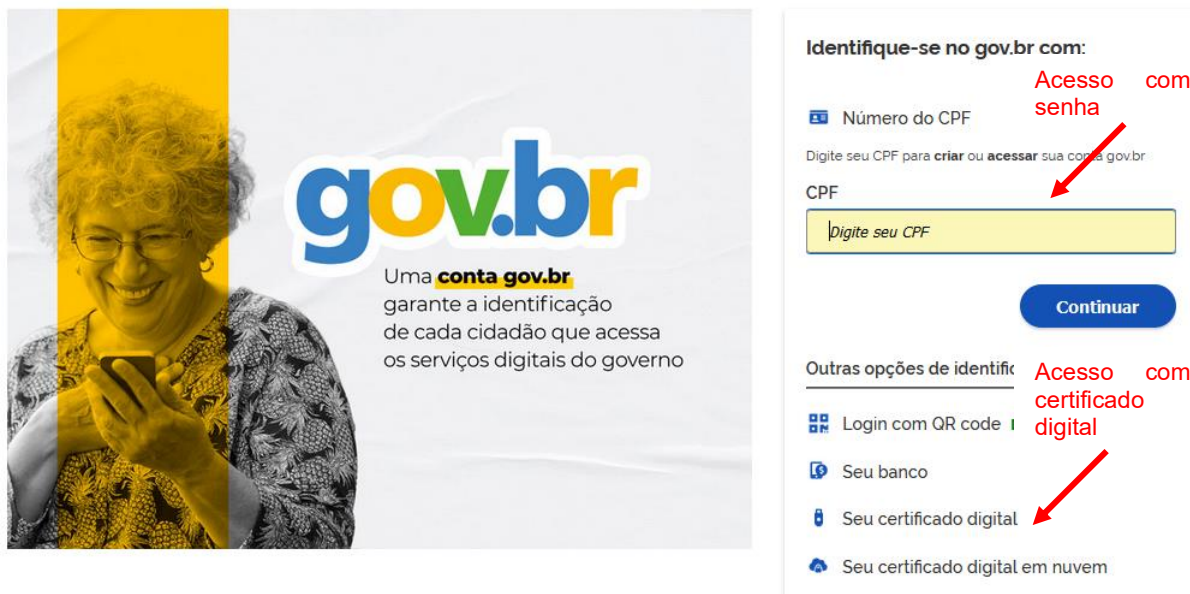 gov.br
Uma conta gov.br
garante a identificação
de cada cidadão que acessa
os serviços digitais do governo
Identifique-se no gov.br com:
Acesso com
senha
Número do CPF
Digite seu CPF para criar ou acessar sua conta gov.br
CPF
Digite seu CPF
Continuar
Outras opções de
Acesso com
certificado
digital
Login com QR code
Seu banco
Seu certificado digital
Seu certificado digital em nuvem